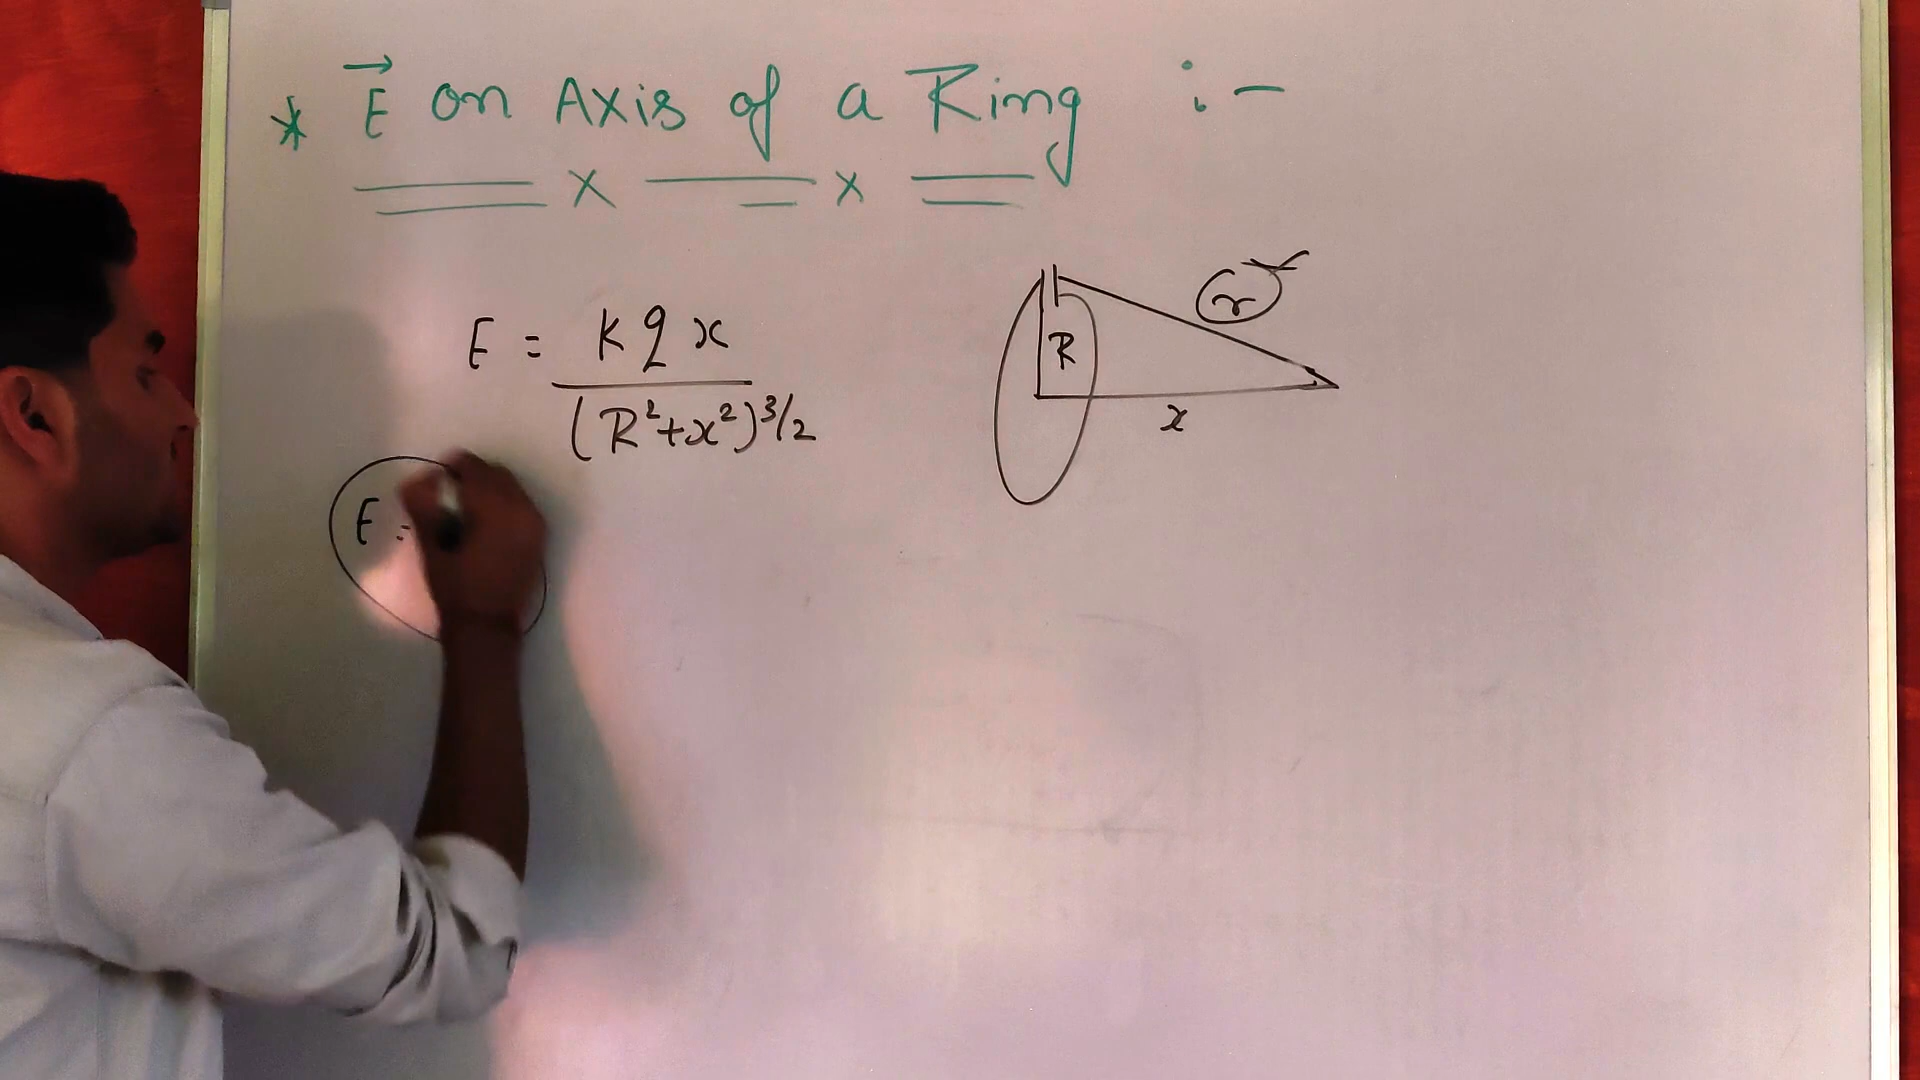 * E⃗ on Axis of a Ring :-
E = Kqx / (R²+x²)^3/2
r
R
x
E =